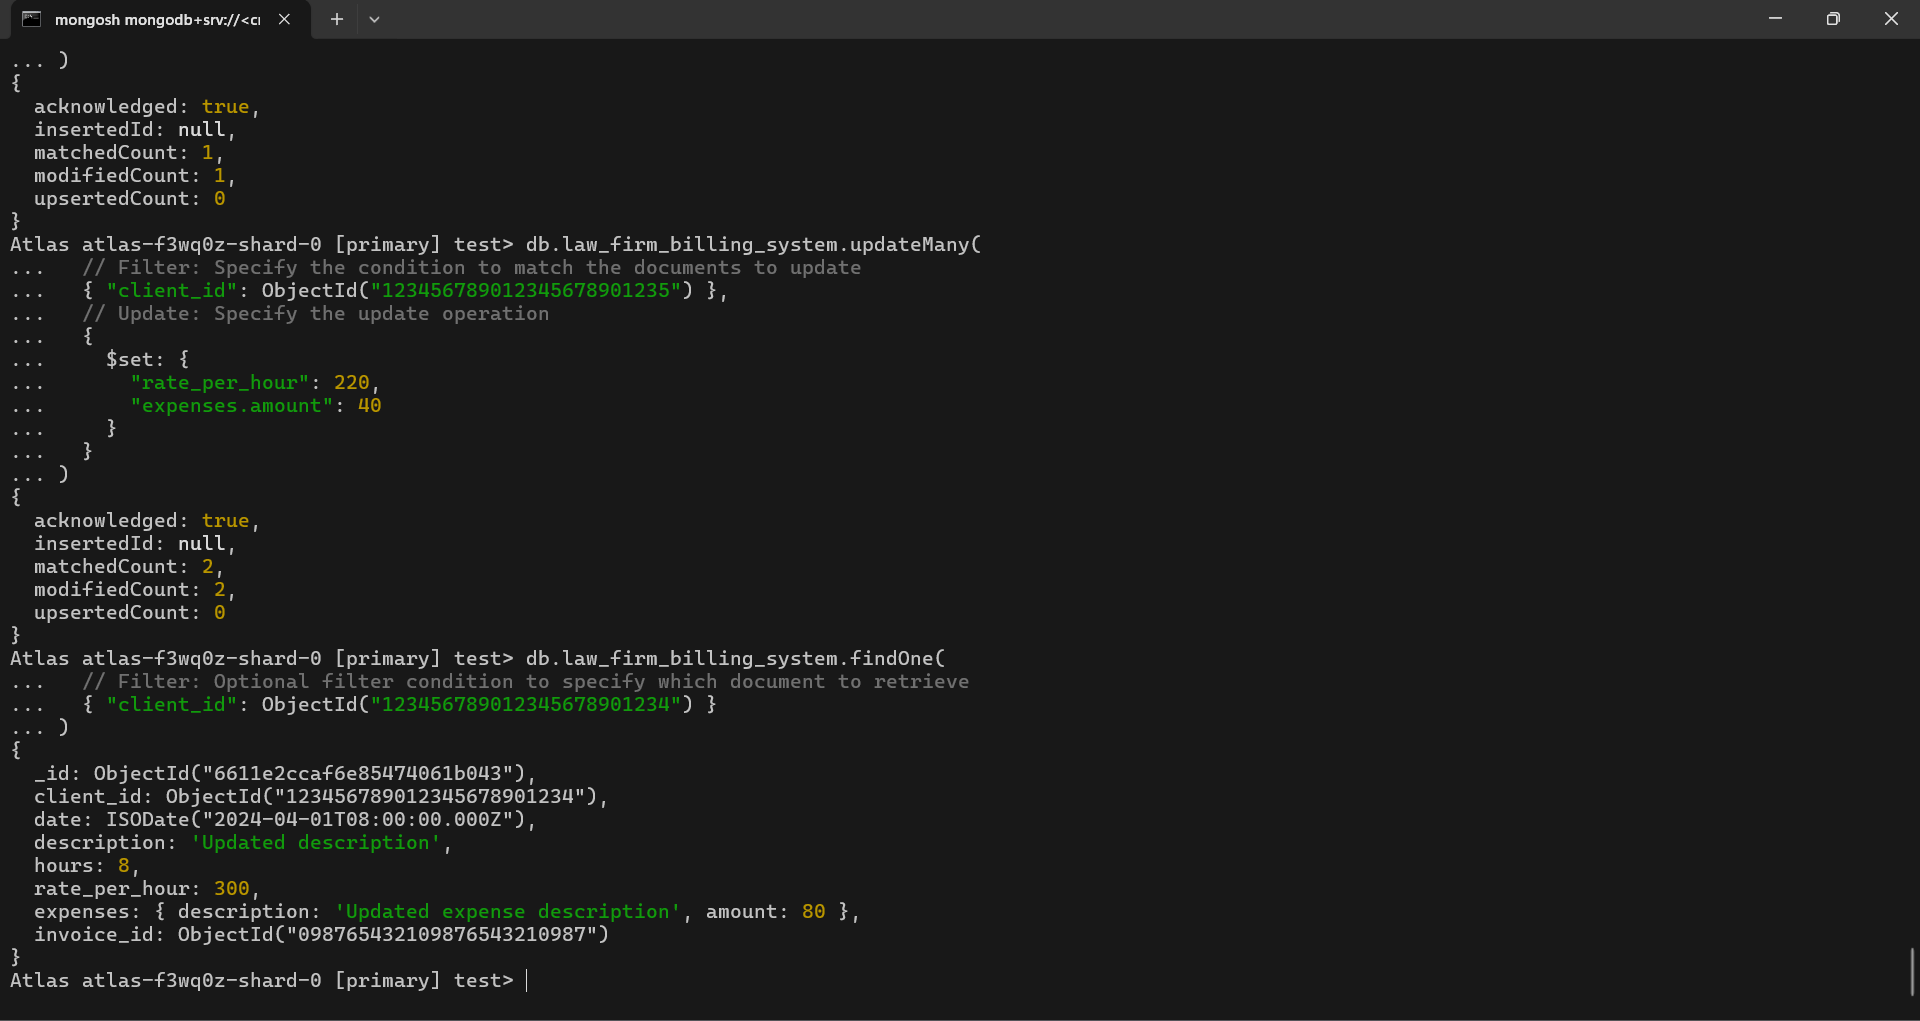 mongosh mongodb+srv://<cr
... )
{
  acknowledged: true,
  insertedId: null,
  matchedCount: 1,
  modifiedCount: 1,
  upsertedCount: 0
}
Atlas atlas-f3wq0z-shard-0 [primary] test> db.law_firm_billing_system.updateMany(
...   // Filter: Specify the condition to match the documents to update
...   { "client_id": ObjectId("123456789012345678901235") },
...   // Update: Specify the update operation
...   {
...     $set: {
...       "rate_per_hour": 220,
...       "expenses.amount": 40
...     }
...   }
... )
{
  acknowledged: true,
  insertedId: null,
  matchedCount: 2,
  modifiedCount: 2,
  upsertedCount: 0
}
Atlas atlas-f3wq0z-shard-0 [primary] test> db.law_firm_billing_system.findOne(
...   // Filter: Optional filter condition to specify which document to retrieve
...   { "client_id": ObjectId("123456789012345678901234") }
... )
{
  _id: ObjectId("6611e2ccaf6e85474061b043"),
  client_id: ObjectId("123456789012345678901234"),
  date: ISODate("2024-04-01T08:00:00.000Z"),
  description: 'Updated description',
  hours: 8,
  rate_per_hour: 300,
  expenses: { description: 'Updated expense description', amount: 80 },
  invoice_id: ObjectId("098765432109876543210987")
}
Atlas atlas-f3wq0z-shard-0 [primary] test>